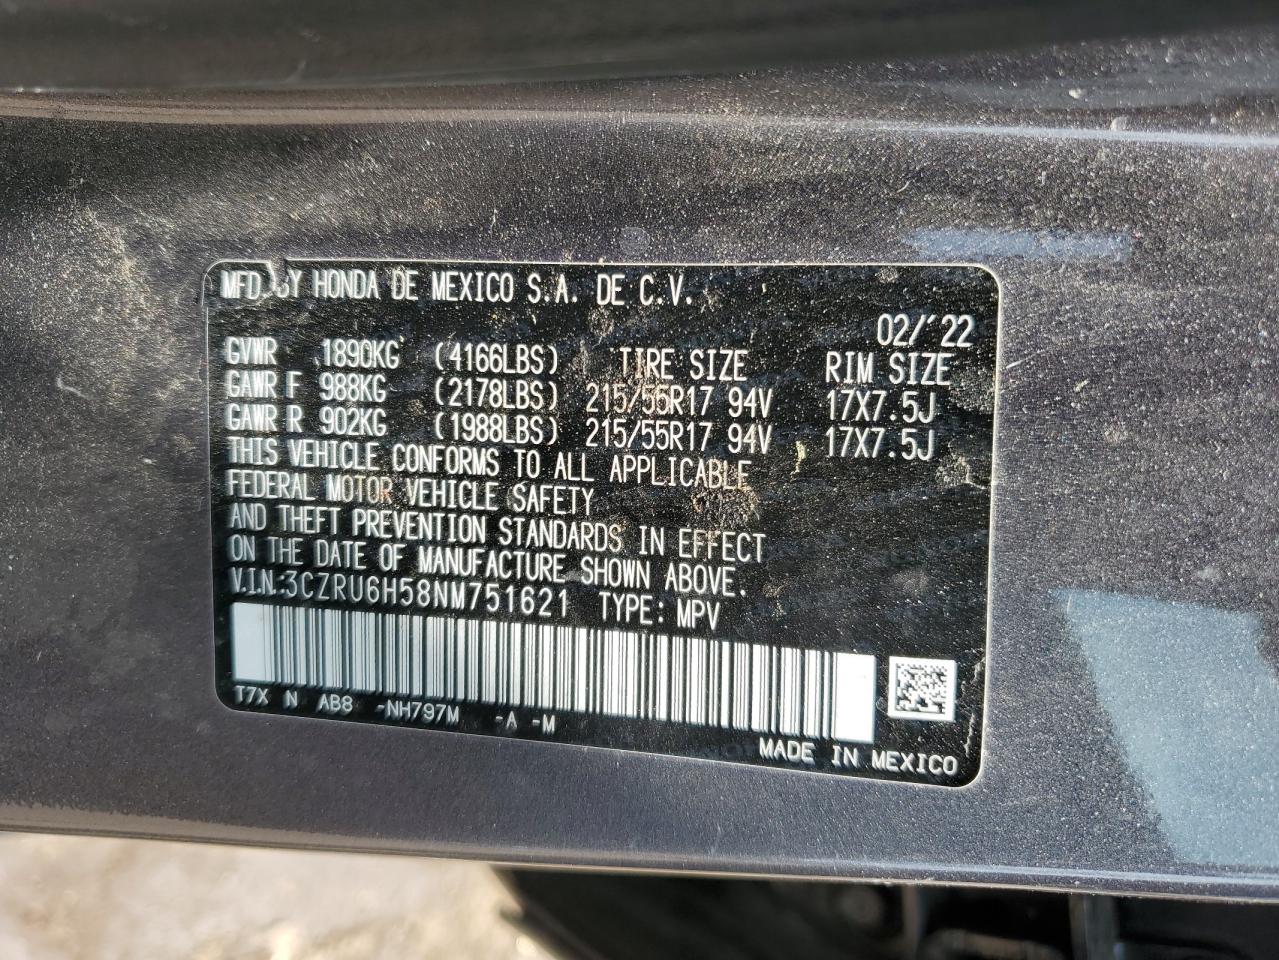 MFD. BY HONDA DE MEXICO S.A. DE C.V.
02/'22
GVWR 1890KG (4166LBS) TIRE SIZE RIM SIZE
GAWR F 988KG (2178LBS) 215/55R17 94V 17X7.5J
GAWR R 902KG (1988LBS) 215/55R17 94V 17X7.5J
THIS VEHICLE CONFORMS TO ALL APPLICABLE
FEDERAL MOTOR VEHICLE SAFETY
AND THEFT PREVENTION STANDARDS IN EFFECT
ON THE DATE OF MANUFACTURE SHOWN ABOVE.
V.I.N.:3CZRU6H58NM751621 TYPE: MPV
T7X N AB8 -NH797M -A -M
MADE IN MEXICO